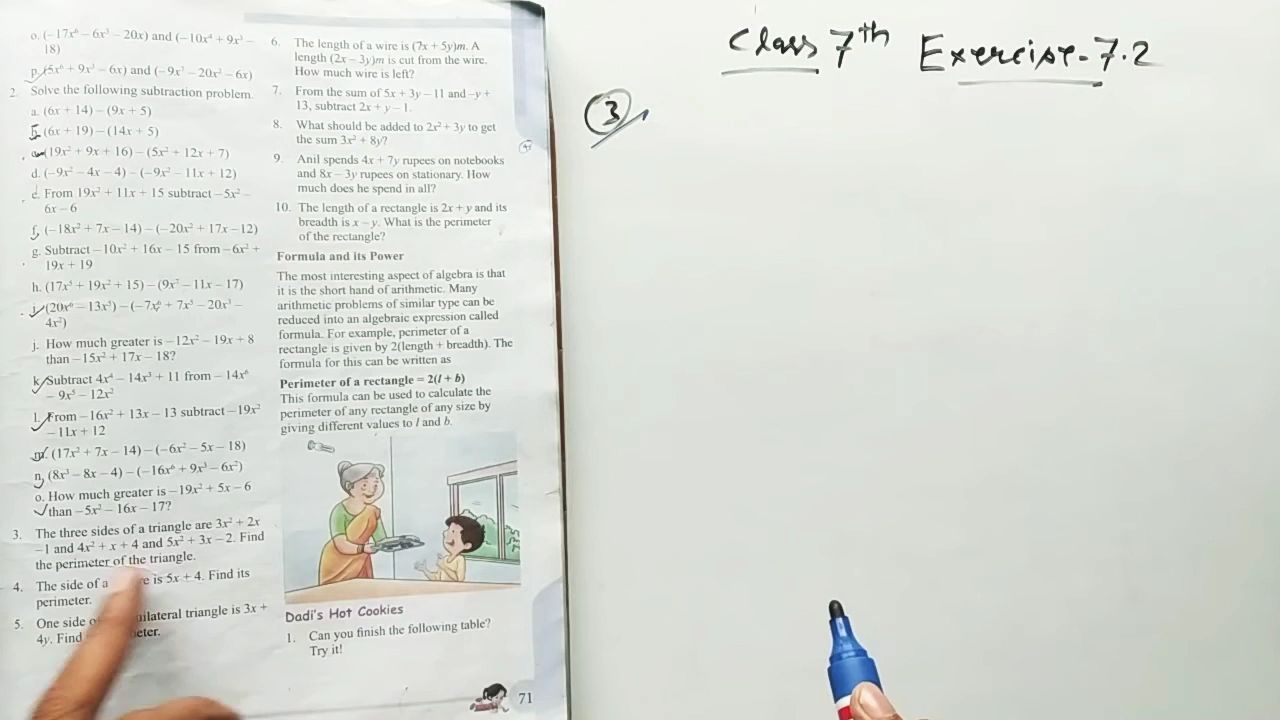 o. (−17x⁶ − 6x³ − 20x) and (−10x⁴ + 9x³ −
18)
p. (5x⁶ + 9x³ − 6x) and (−9x⁷ − 20x² − 6x)
2. Solve the following subtraction problem.
a. (6x + 14) − (9x + 5)
(6x + 19) − (14x + 5)
(19x² + 9x + 16) − (5x² + 12x + 7)
d. (−9x² − 4x − 4) − (−9x² − 11x + 12)
From 19x² + 11x + 15 subtract −5x² −
6x − 6
f. (−18x² + 7x − 14) − (−20x² + 17x − 12)
g. Subtract −10x² + 16x − 15 from −6x² +
19x + 19
h. (17x⁵ + 19x² + 15) − (9x⁷ − 11x − 17)
(20x⁶ − 13x⁵) − (−7x⁶ + 7x⁵ − 20x³ −
4x²)
j. How much greater is −12x² − 19x + 8
than −15x² + 17x − 18?
k. Subtract 4x⁴ − 14x³ + 11 from −14x⁶
− 9x⁵ − 12x²
l. From −16x² + 13x − 13 subtract −19x²
− 11x + 12
m. (17x² + 7x − 14) − (−6x² − 5x − 18)
n. (8x³ − 8x − 4) − (−16x⁶ + 9x³ − 6x²)
o. How much greater is −19x² + 5x − 6
than −5x² − 16x − 17?
3. The three sides of a triangle are 3x² + 2x
−1 and 4x² + x + 4 and 5x² + 3x − 2. Find
the perimeter of the triangle.
4. The side of a is 5x + 4. Find its
perimeter.
5. One side triangle is 3x +
4y. Find
6. The length of a wire is (7x + 5y)m. A
length (2x − 3y)m is cut from the wire.
How much wire is left?
7. From the sum of 5x + 3y − 11 and −y +
13, subtract 2x + y − 1.
8. What should be added to 2x² + 3y to get
the sum 3x² + 8y?
9. Anil spends 4x + 7y rupees on notebooks
and 8x − 3y rupees on stationary. How
much does he spend in all?
10. The length of a rectangle is 2x + y and its
breadth is x − y. What is the perimeter
of the rectangle?
Formula and its Power
The most interesting aspect of algebra is that
it is the short hand of arithmetic. Many
arithmetic problems of similar type can be
reduced into an algebraic expression called
formula. For example, perimeter of a
rectangle is given by 2(length + breadth). The
formula for this can be written as
Perimeter of a rectangle = 2(l + b)
This formula can be used to calculate the
perimeter of any rectangle of any size by
giving different values to l and b.
Dadi's Hot Cookies
1. Can you finish the following table?
Try it!
71
Class 7th Exercise-7.2
3